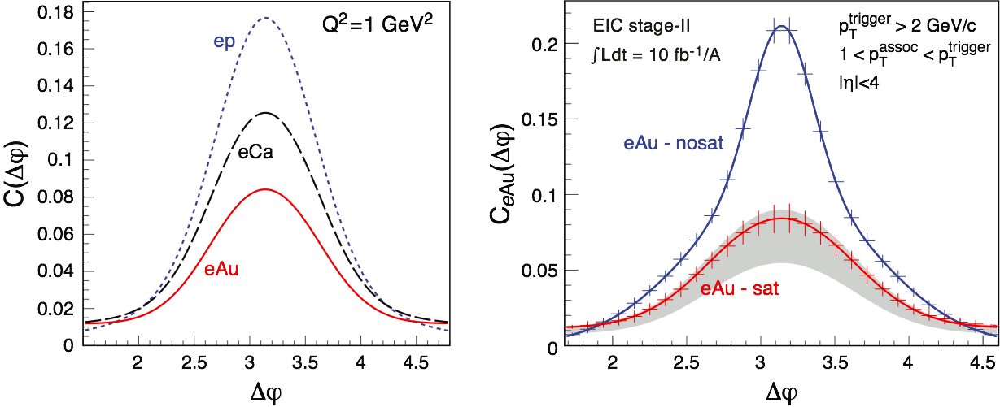 Q²=1 GeV²
ep
eCa
eAu
C(Δφ)
0.18
0.16
0.14
0.12
0.1
0.08
0.06
0.04
0.02
0
2
2.5
3
3.5
4
4.5
Δφ
EIC stage-II
∫Ldt = 10 fb⁻¹/A
p_T^trigger > 2 GeV/c
1 < p_T^assoc < p_T^trigger
|η|<4
eAu - nosat
eAu - sat
C_eAu(Δφ)
0.2
0.15
0.1
0.05
0
2
2.5
3
3.5
4
4.5
Δφ